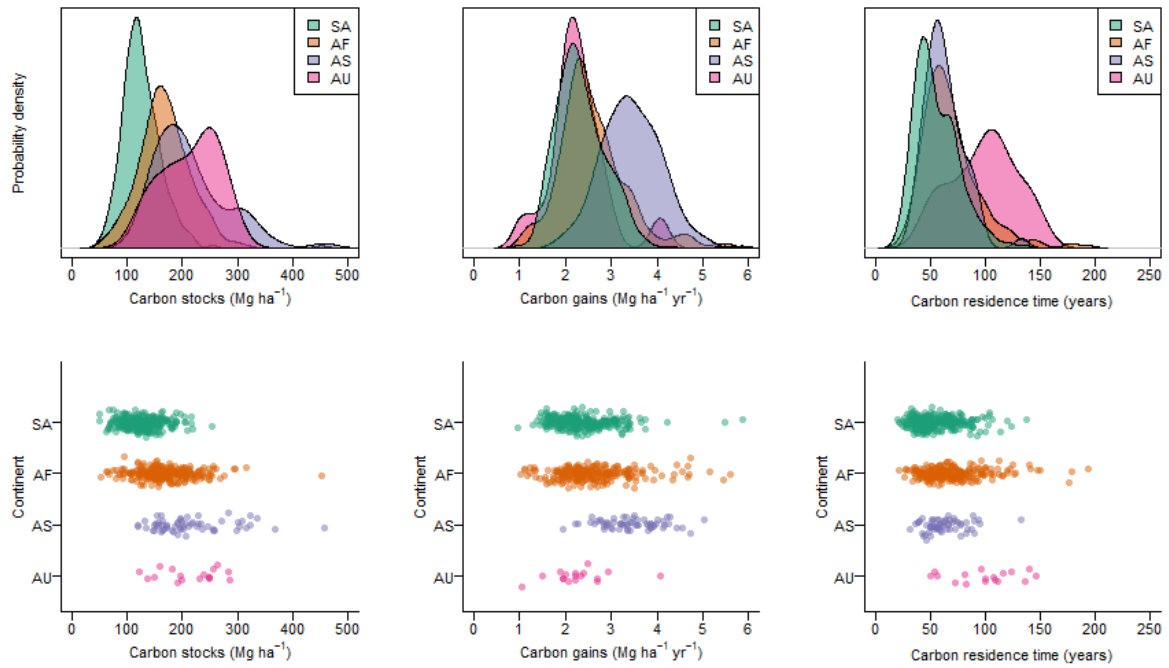 SA
AF
AS
AU
Probability density
0 100 200 300 400 500
Carbon stocks (Mg ha⁻¹)
SA
AF
AS
AU
0 1 2 3 4 5 6
Carbon gains (Mg ha⁻¹ yr⁻¹)
SA
AF
AS
AU
0 50 100 150 200 250
Carbon residence time (years)
Continent
SA
AF
AS
AU
0 100 200 300 400 500
Carbon stocks (Mg ha⁻¹)
Continent
SA
AF
AS
AU
0 1 2 3 4 5 6
Carbon gains (Mg ha⁻¹ yr⁻¹)
Continent
SA
AF
AS
AU
0 50 100 150 200 250
Carbon residence time (years)